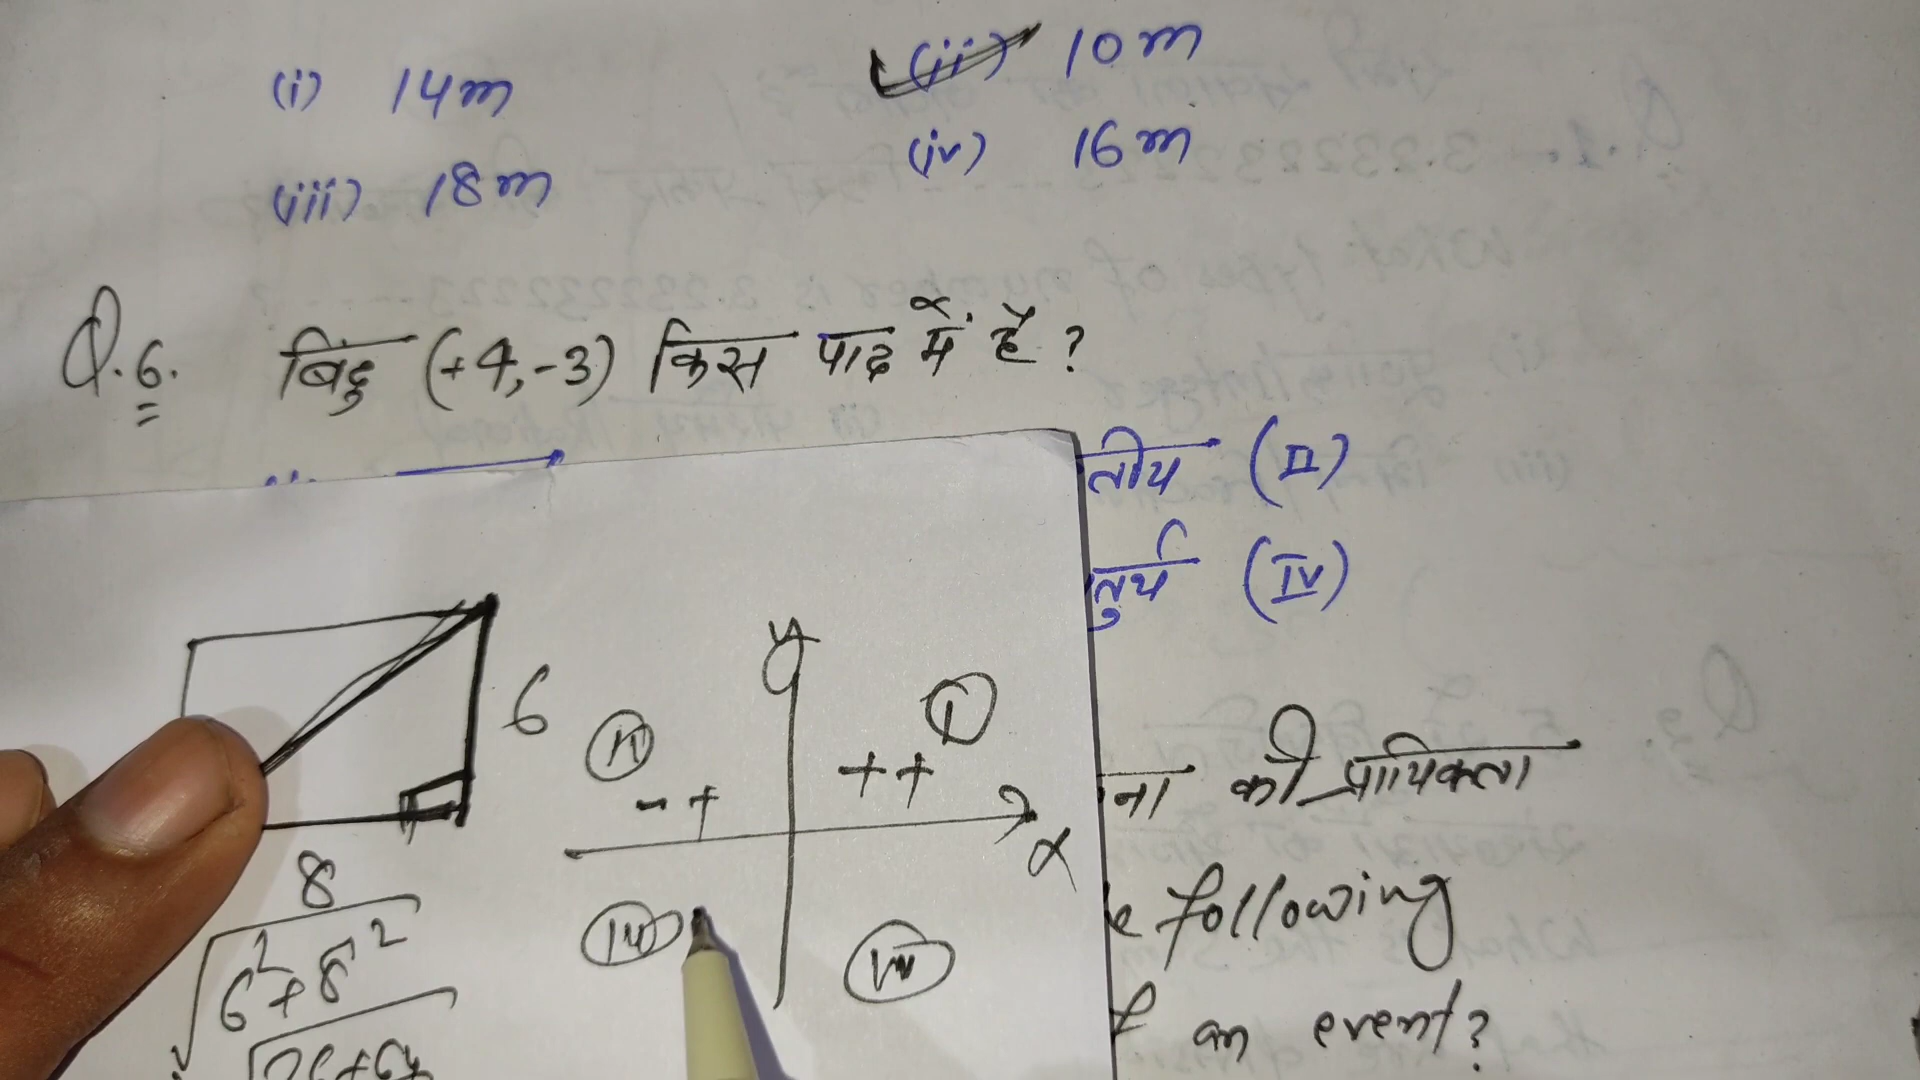 (i) 14m (ii) 10m
(iii) 18m (iv) 16m
Q.6. बिंदु (+4,-3) किस पाद में है ?
तीय (II)
तुर्थ (IV)
y
6
(II) (I)
- + ++
x
8
(III) (IV)
√6²+8²
ना की प्रायिकता
following
an event?